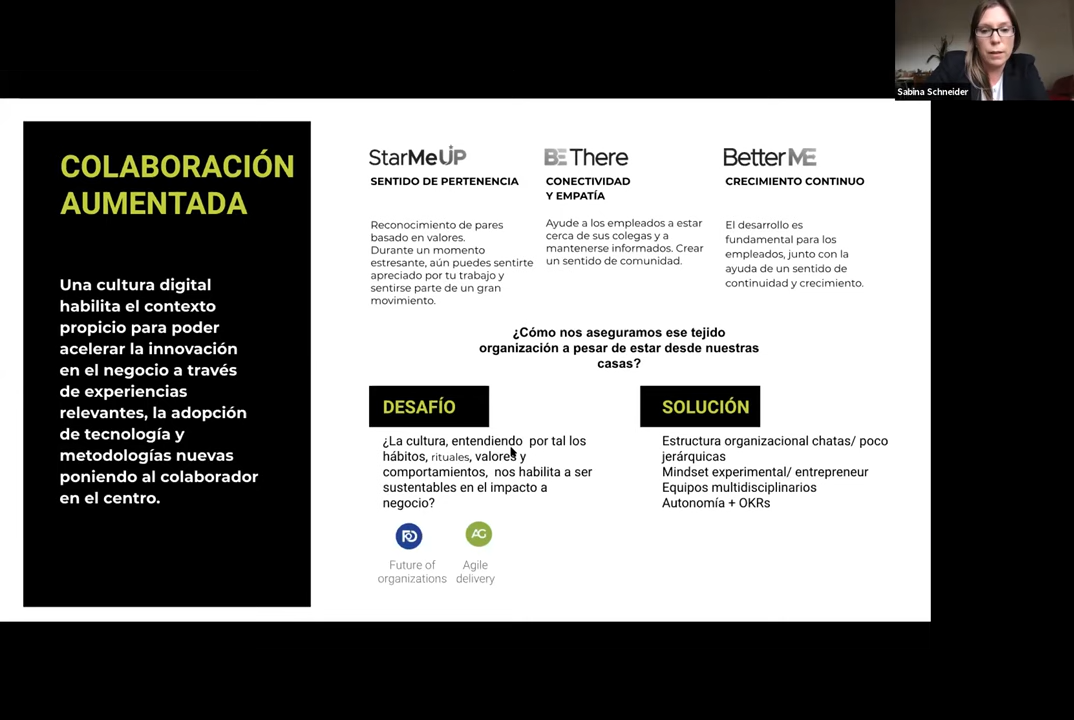 Sabina Schneider
COLABORACIÓN
AUMENTADA
Una cultura digital
habilita el contexto
propicio para poder
acelerar la innovación
en el negocio a través
de experiencias
relevantes, la adopción
de tecnología y
metodologías nuevas
poniendo al colaborador
en el centro.
StarMeUP
SENTIDO DE PERTENENCIA
Reconocimiento de pares
basado en valores.
Durante un momento
estresante, aún puedes sentirte
apreciado por tu trabajo y
sentirse parte de un gran
movimiento.
BEThere
CONECTIVIDAD
Y EMPATÍA
Ayude a los empleados a estar
cerca de sus colegas y a
mantenerse informados. Crear
un sentido de comunidad.
BetterME
CRECIMIENTO CONTINUO
El desarrollo es
fundamental para los
empleados, junto con la
ayuda de un sentido de
continuidad y crecimiento.
¿Cómo nos aseguramos ese tejido
organización a pesar de estar desde nuestras
casas?
DESAFÍO
¿La cultura, entendiendo por tal los
hábitos, rituales, valores y
comportamientos, nos habilita a ser
sustentables en el impacto a
negocio?
FO
Future of
organizations
AG
Agile
delivery
SOLUCIÓN
Estructura organizacional chatas/ poco
jerárquicas
Mindset experimental/ entrepreneur
Equipos multidisciplinarios
Autonomía + OKRs